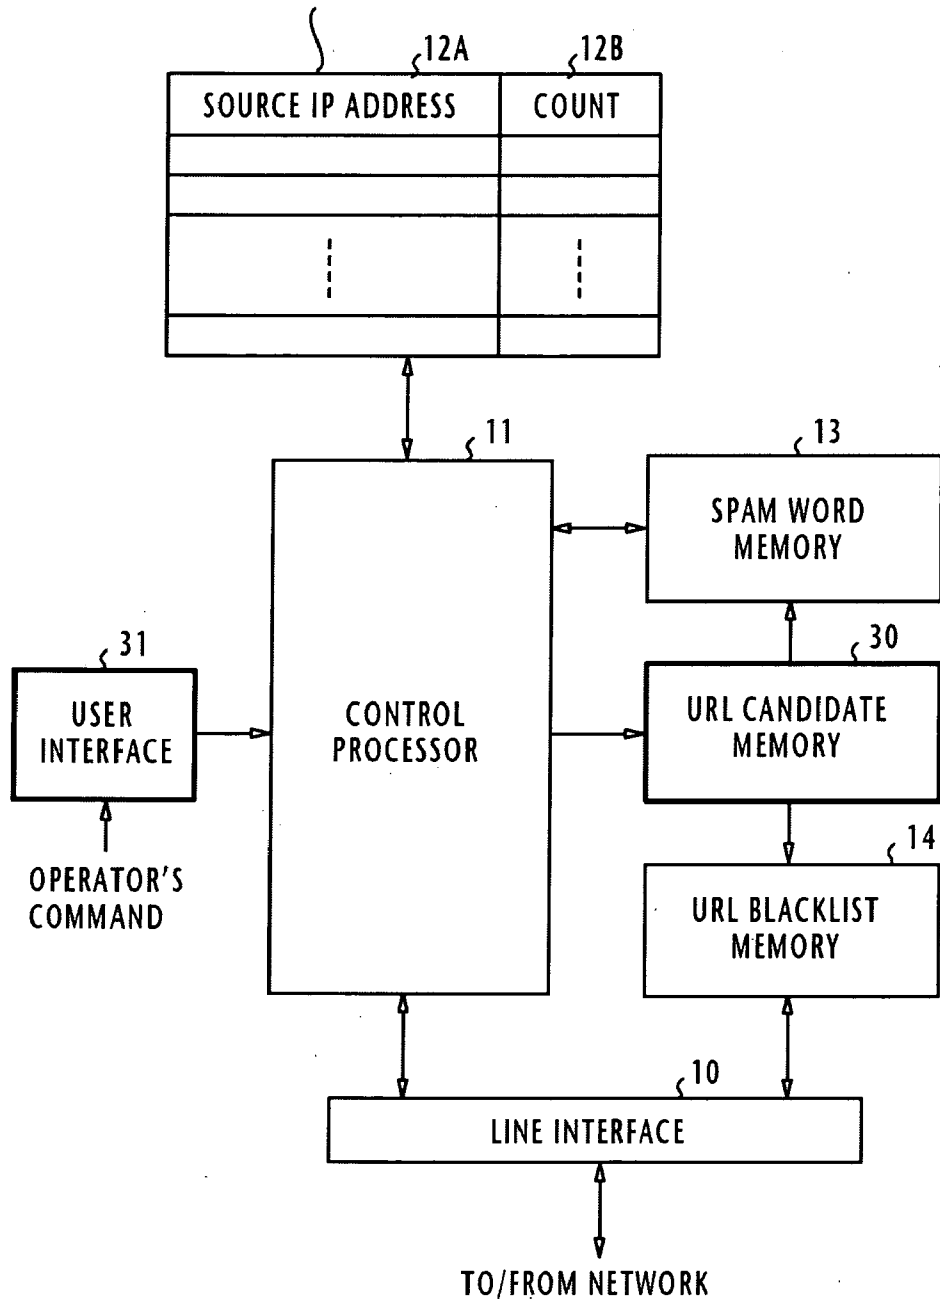 12A
12B
SOURCE IP ADDRESS
COUNT
11
13
SPAM WORD
MEMORY
31
30
USER
INTERFACE
CONTROL
PROCESSOR
URL CANDIDATE
MEMORY
OPERATOR'S
COMMAND
14
URL BLACKLIST
MEMORY
10
LINE INTERFACE
TO/FROM NETWORK